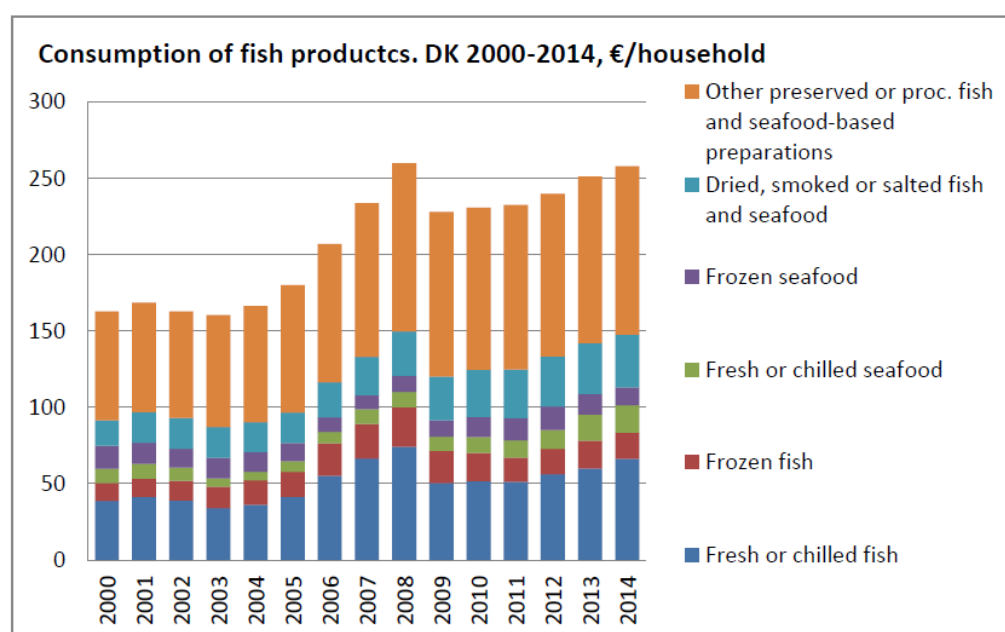 Consumption of fish productcs. DK 2000-2014, €/household
300
250
200
150
100
50
0
2000
2001
2002
2003
2004
2005
2006
2007
2008
2009
2010
2011
2012
2013
2014
Other preserved or proc. fish
and seafood-based
preparations
Dried, smoked or salted fish
and seafood
Frozen seafood
Fresh or chilled seafood
Frozen fish
Fresh or chilled fish